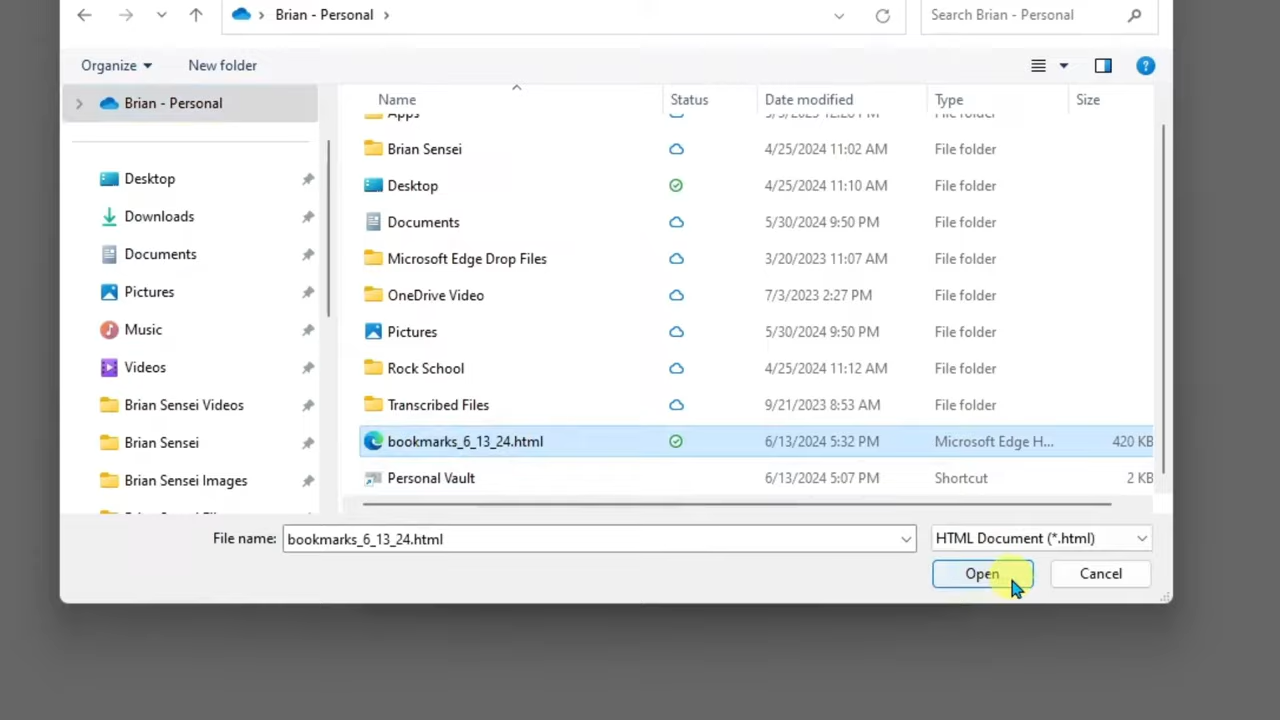 Brian - Personal
Search Brian - Personal
Organize
New folder
Brian - Personal
Desktop
Downloads
Documents
Pictures
Music
Videos
Brian Sensei Videos
Brian Sensei
Brian Sensei Images
Name Status Date modified Type Size
Apps
Brian Sensei 4/25/2024 11:02 AM File folder
Desktop 4/25/2024 11:10 AM File folder
Documents 5/30/2024 9:50 PM File folder
Microsoft Edge Drop Files 3/20/2023 11:07 AM File folder
OneDrive Video 7/3/2023 2:27 PM File folder
Pictures 5/30/2024 9:50 PM File folder
Rock School 4/25/2024 11:12 AM File folder
Transcribed Files 9/21/2023 8:53 AM File folder
bookmarks_6_13_24.html 6/13/2024 5:32 PM Microsoft Edge H... 420 KB
Personal Vault 6/13/2024 5:07 PM Shortcut 2 KB
File name: bookmarks_6_13_24.html HTML Document (*.html)
Open Cancel